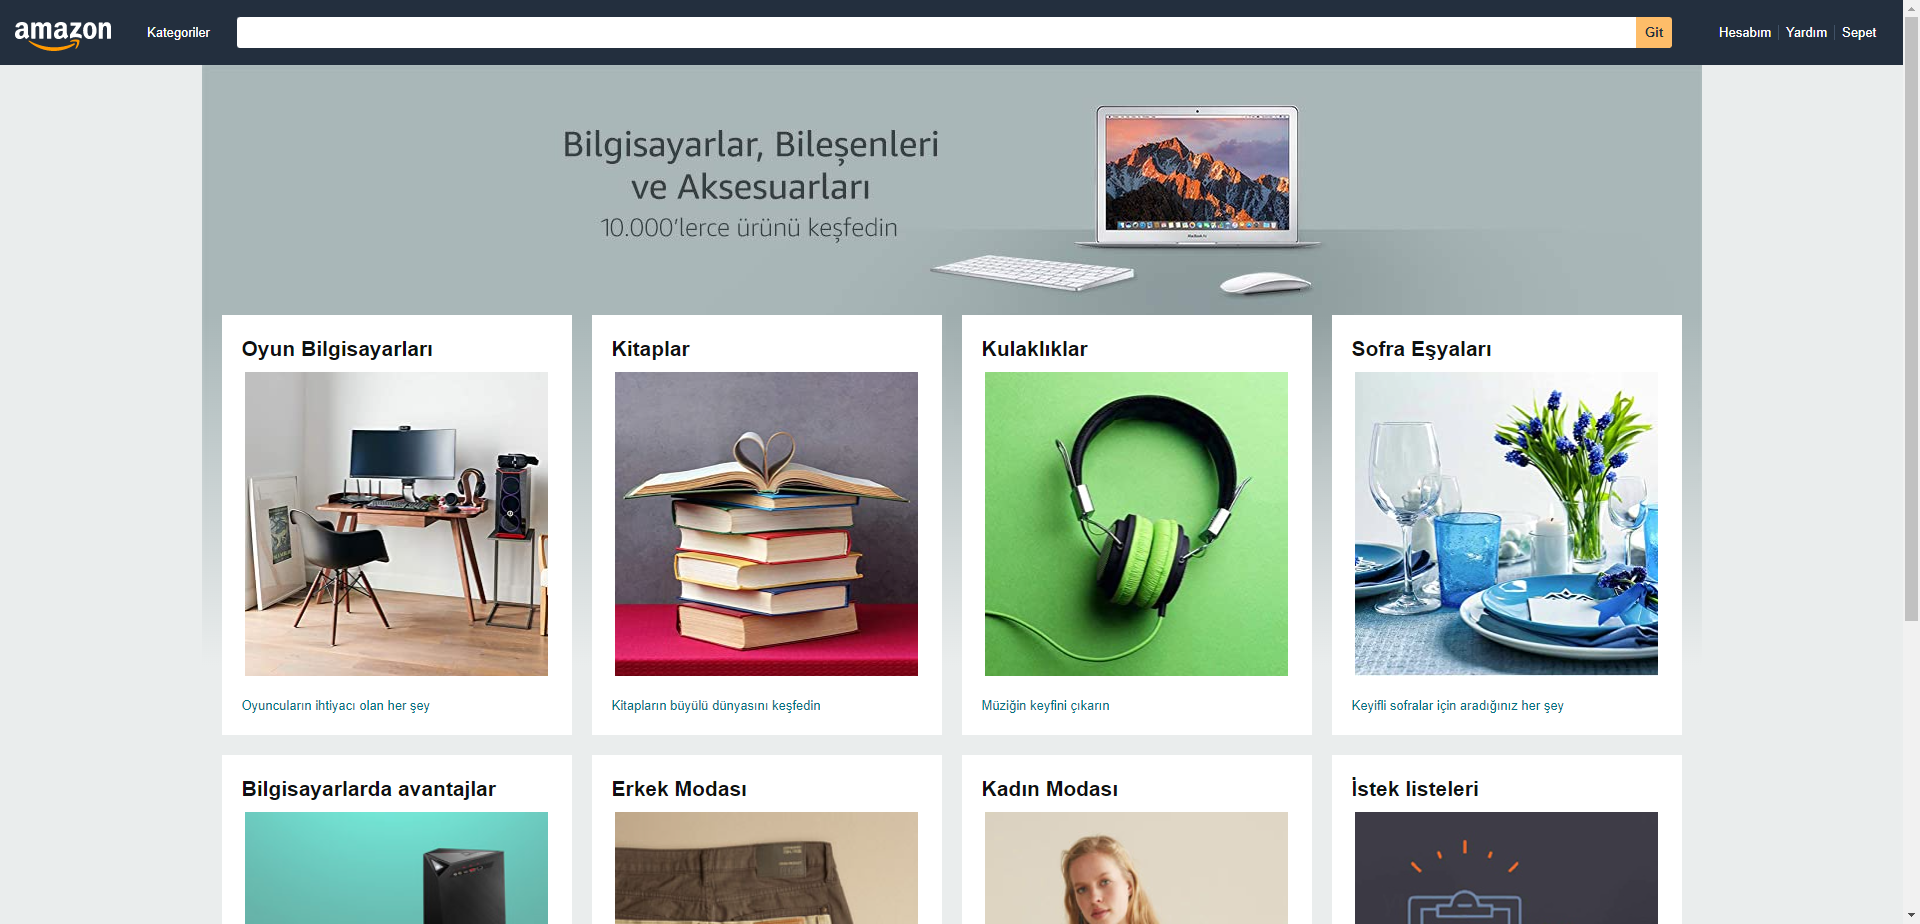 amazon
Kategoriler
Git
Hesabım
Yardım
Sepet
Bilgisayarlar, Bileşenleri
ve Aksesuarları
10.000'lerce ürünü keşfedin
Oyun Bilgisayarları
Kitaplar
Kulaklıklar
Sofra Eşyaları
Oyuncuların ihtiyacı olan her şey
Kitapların büyülü dünyasını keşfedin
Müziğin keyfini çıkarın
Keyifli sofralar için aradığınız her şey
Bilgisayarlarda avantajlar
Erkek Modası
Kadın Modası
İstek listeleri